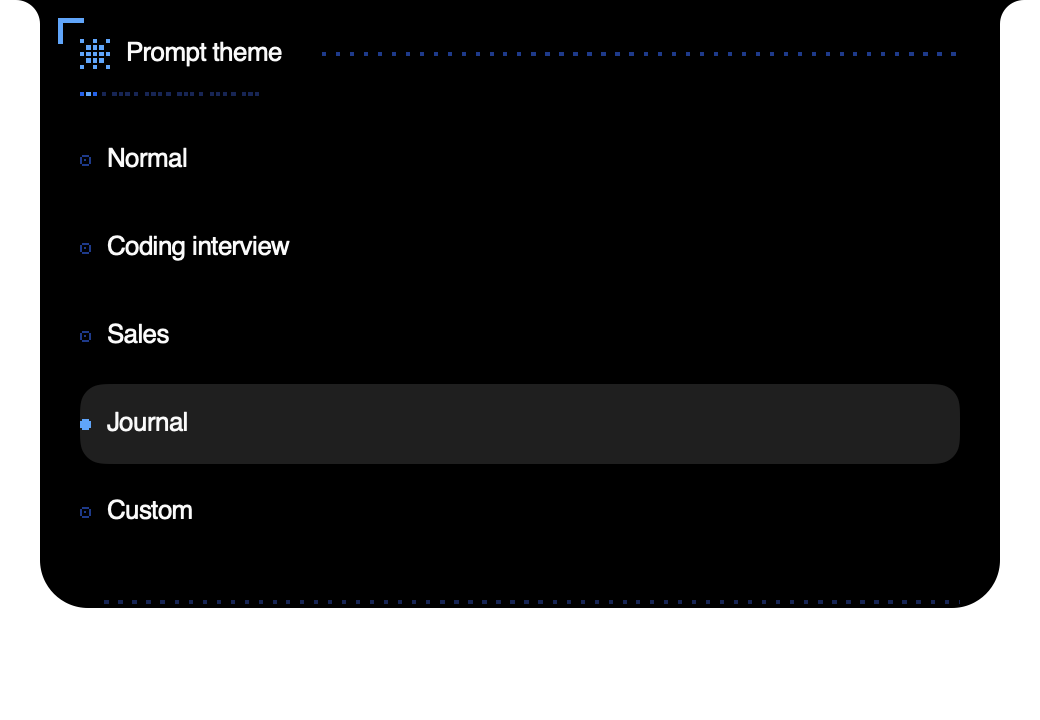 Prompt theme
Normal
Coding interview
Sales
Journal
Custom